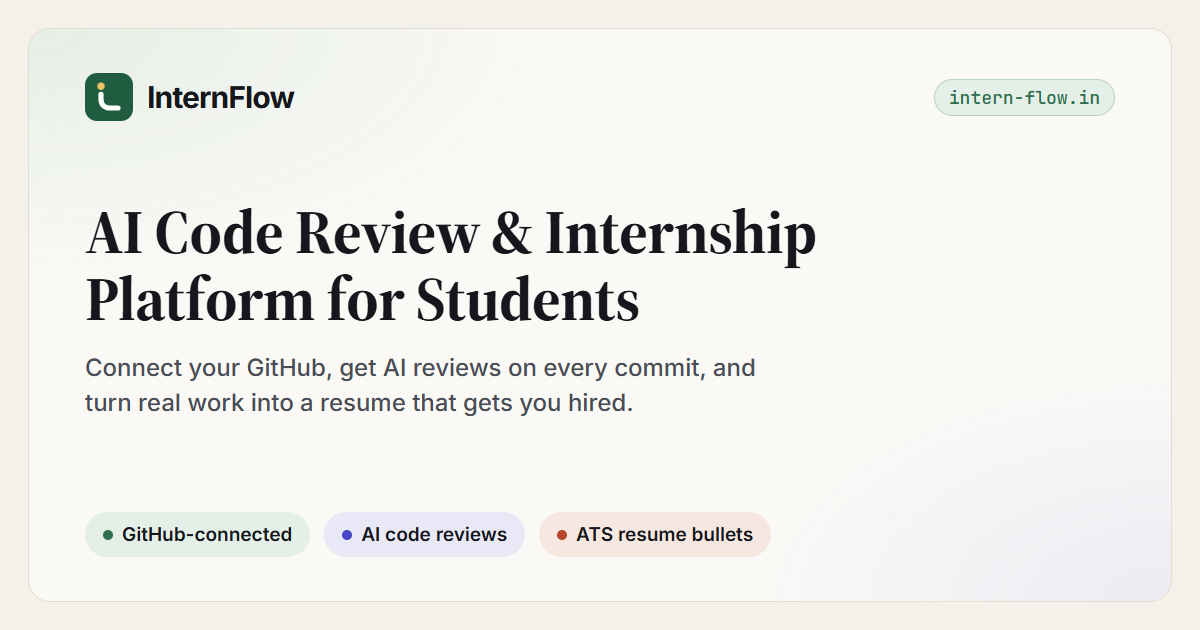 InternFlow
intern-flow.in
AI Code Review & Internship
Platform for Students
Connect your GitHub, get AI reviews on every commit, and
turn real work into a resume that gets you hired.
GitHub-connected
AI code reviews
ATS resume bullets